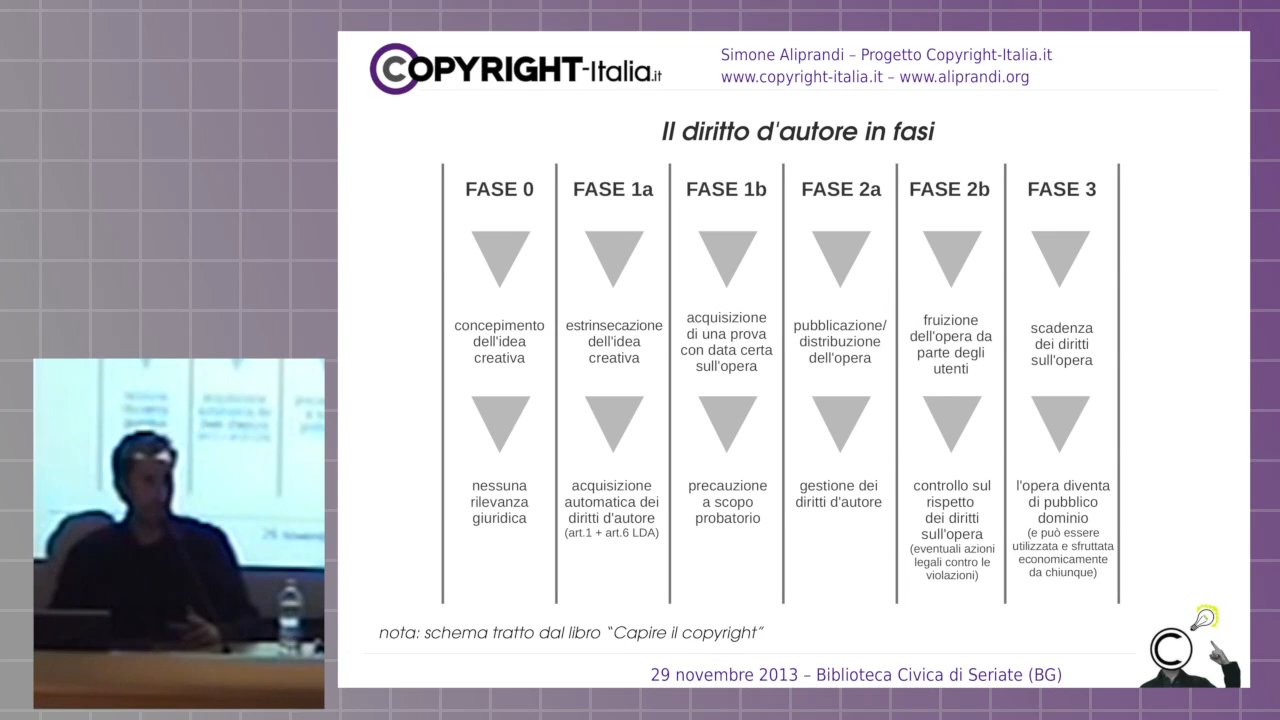 COPYRIGHT-Italia.it
Simone Aliprandi – Progetto Copyright-Italia.it
www.copyright-italia.it – www.aliprandi.org
Il diritto d'autore in fasi
FASE 0
FASE 1a
FASE 1b
FASE 2a
FASE 2b
FASE 3
concepimento
dell'idea
creativa
estrinsecazione
dell'idea
creativa
acquisizione
di una prova
con data certa
sull'opera
pubblicazione/
distribuzione
dell'opera
fruizione
dell'opera da
parte degli
utenti
scadenza
dei diritti
sull'opera
nessuna
rilevanza
giuridica
acquisizione
automatica dei
diritti d'autore
(art.1 + art.6 LDA)
precauzione
a scopo
probatorio
gestione dei
diritti d'autore
controllo sul
rispetto
dei diritti
sull'opera
(eventuali azioni
legali contro le
violazioni)
l'opera diventa
di pubblico
dominio
(e può essere
utilizzata e sfruttata
economicamente
da chiunque)
nota: schema tratto dal libro “Capire il copyright”
29 novembre 2013 – Biblioteca Civica di Seriate (BG)
C